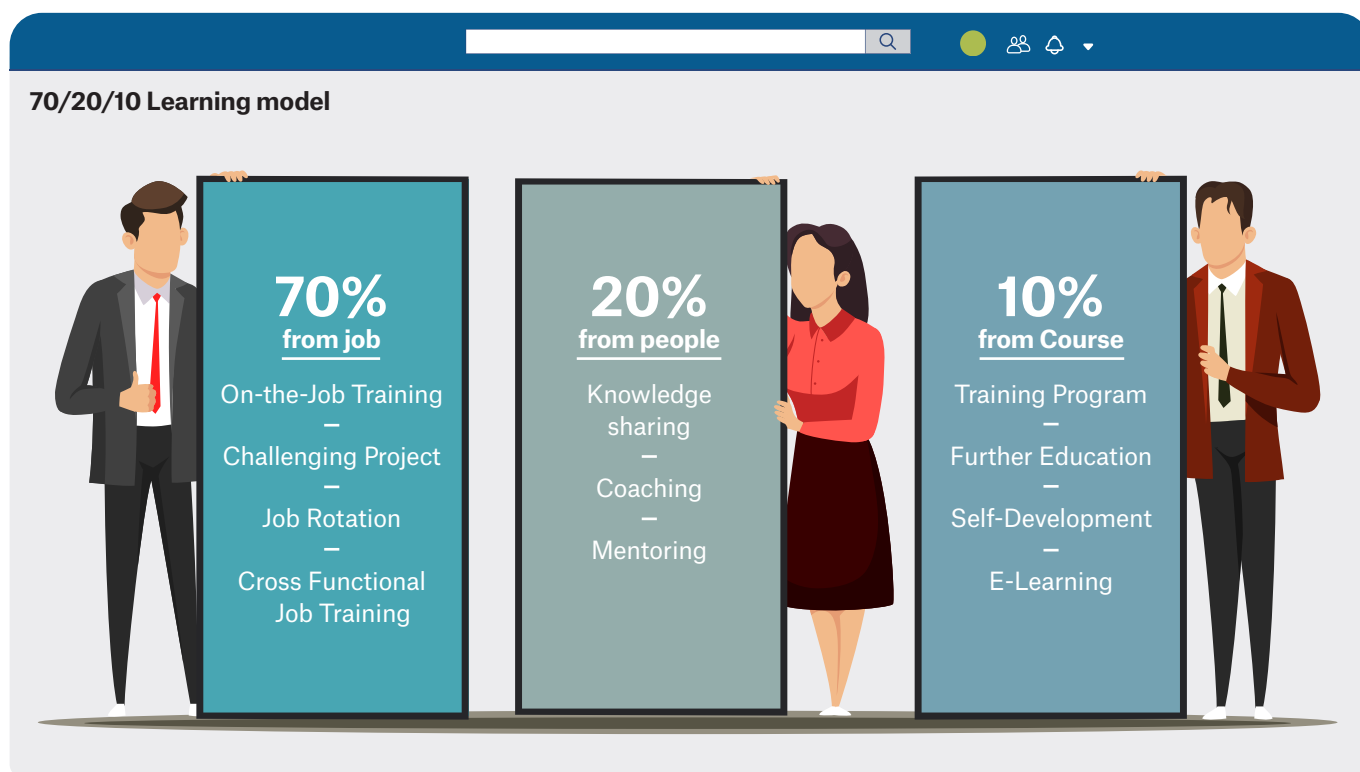 70/20/10 Learning model
70%
from job
On-the-Job Training
–
Challenging Project
–
Job Rotation
–
Cross Functional
Job Training
20%
from people
Knowledge
sharing
–
Coaching
–
Mentoring
10%
from Course
Training Program
–
Further Education
–
Self-Development
–
E-Learning